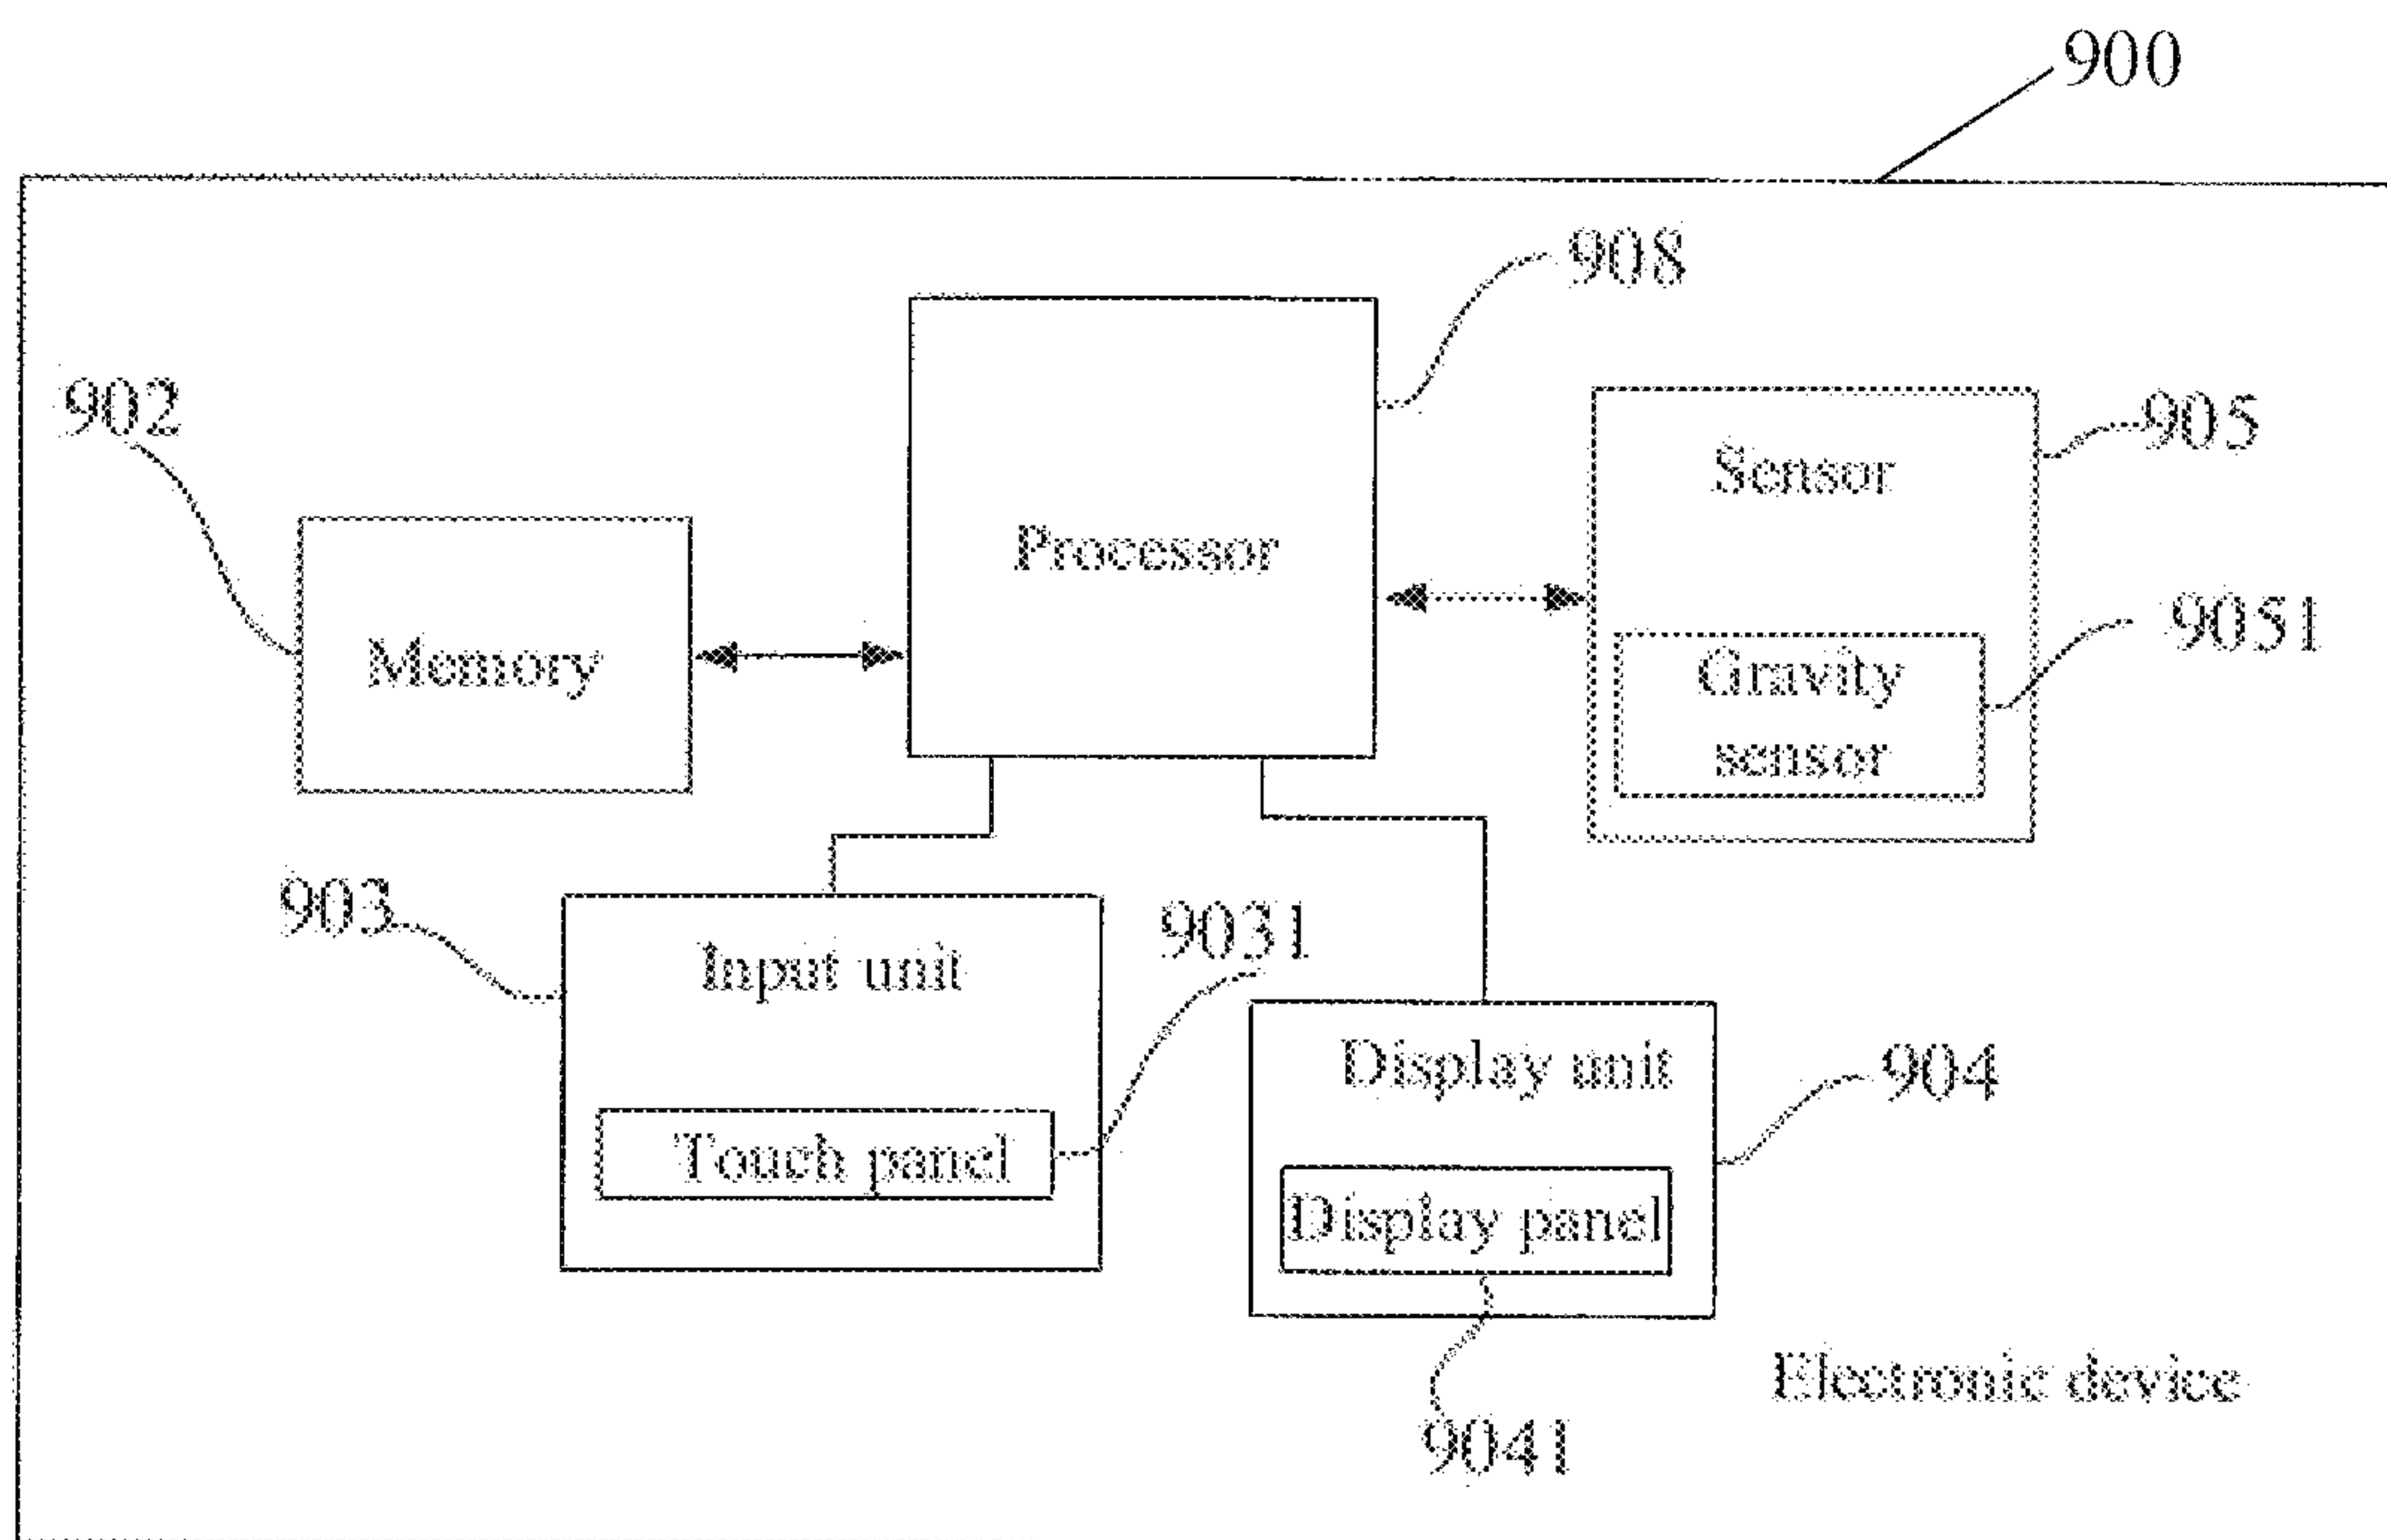 900
908
902
905
Sensor
Processor
9051
Memory
Gravity
sensor
903
9031
Input unit
Display unit
904
Touch panel
Display panel
Electronic device
9041